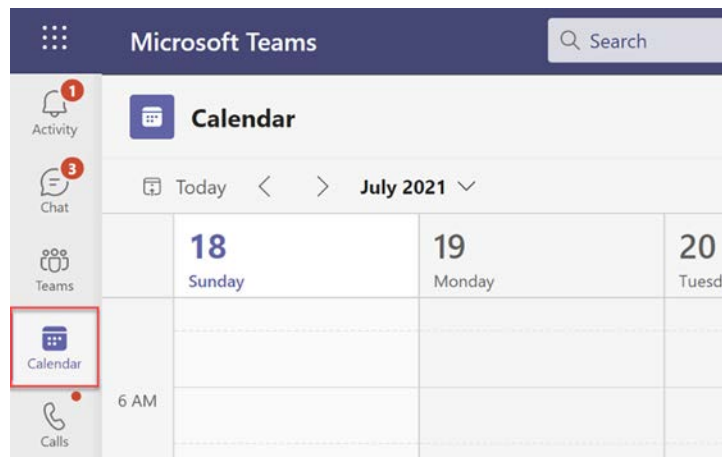 Microsoft Teams
Search
1
Activity
Calendar
3
Chat
Today
July 2021
18
19
20
Sunday
Monday
Teams
Calendar
6 AM
Calls